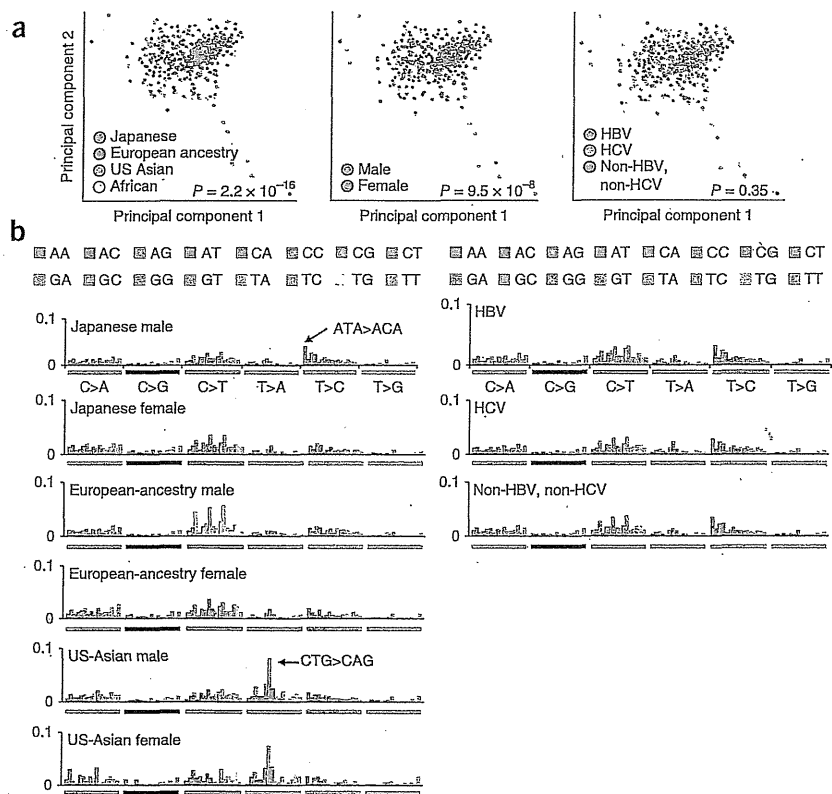 a
Principal component 2
Japanese
European ancestry
US Asian
African
P = 2.2 × 10⁻¹⁶
Principal component 1
Male
Female
P = 9.5 × 10⁻⁸
Principal component 1
HBV
HCV
Non-HBV,
non-HCV
P = 0.35
Principal component 1
b
AA AC AG AT CA CC CG CT
GA GC GG GT TA TC TG TT
AA AC AG AT CA CC CG CT
GA GC GG GT TA TC TG TT
0.1
Japanese male
ATA>ACA
0
C>A C>G C>T T>A T>C T>G
0.1
Japanese female
0
0.1
European-ancestry male
0
0.1
European-ancestry female
0
0.1
US-Asian male
CTG>CAG
0
0.1
US-Asian female
0
0.1
HBV
0
C>A C>G C>T T>A T>C T>G
0.1
HCV
0
0.1
Non-HBV, non-HCV
0